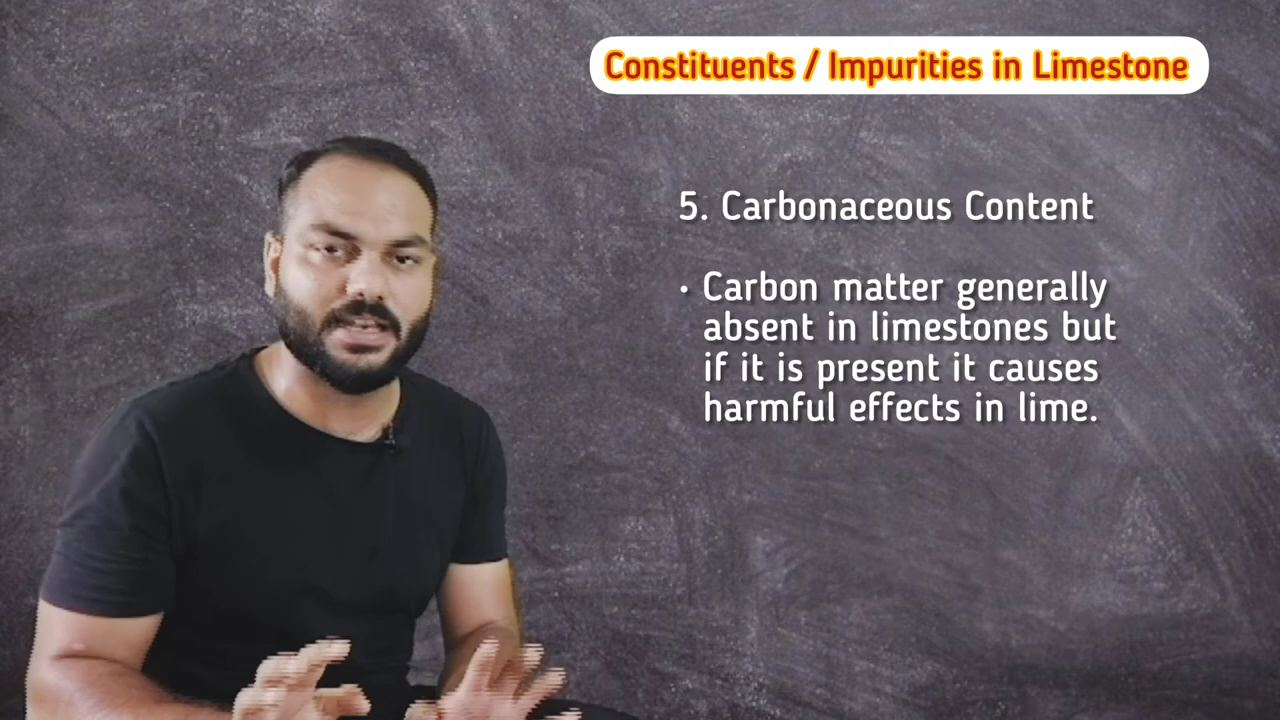 Constituents / Impurities in Limestone
5. Carbonaceous Content
• Carbon matter generally
absent in limestones but
if it is present it causes
harmful effects in lime.